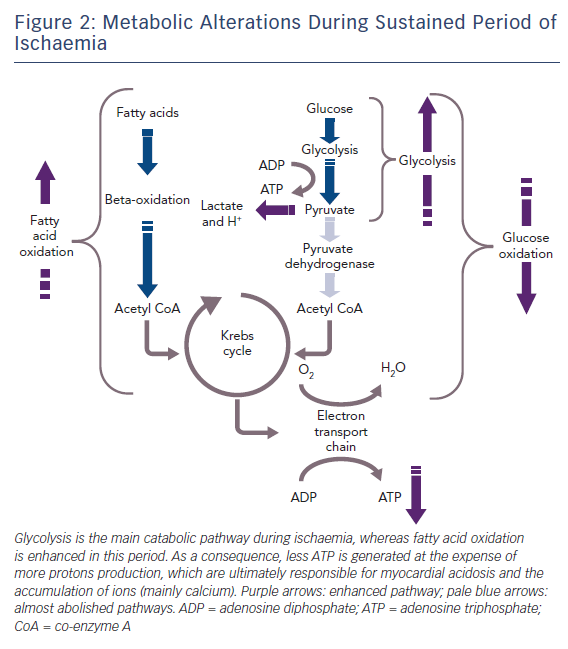 Figure 2: Metabolic Alterations During Sustained Period of
Ischaemia
Fatty acids
Beta-oxidation
Acetyl CoA
Fatty
acid
oxidation
Glucose
Glycolysis
ADP
ATP
Lactate
and H⁺
Pyruvate
Pyruvate
dehydrogenase
Acetyl CoA
Glycolysis
Glucose
oxidation
Krebs
cycle
O₂
H₂O
Electron
transport
chain
ADP
ATP
Glycolysis is the main catabolic pathway during ischaemia, whereas fatty acid oxidation
is enhanced in this period. As a consequence, less ATP is generated at the expense of
more protons production, which are ultimately responsible for myocardial acidosis and the
accumulation of ions (mainly calcium). Purple arrows: enhanced pathway; pale blue arrows:
almost abolished pathways. ADP = adenosine diphosphate; ATP = adenosine triphosphate;
CoA = co-enzyme A